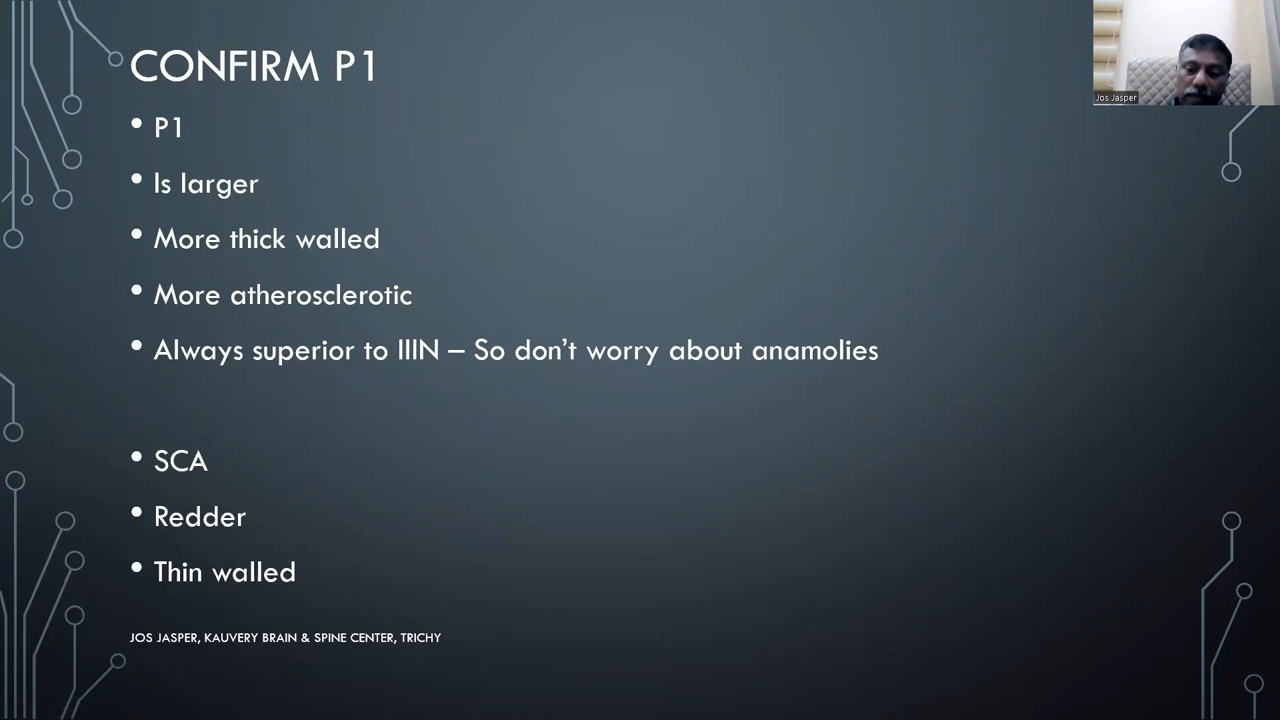 CONFIRM P1
Jos Jasper
• P1
• Is larger
• More thick walled
• More atherosclerotic
• Always superior to IIIN – So don't worry about anamolies
• SCA
• Redder
• Thin walled
JOS JASPER, KAUVERY BRAIN & SPINE CENTER, TRICHY